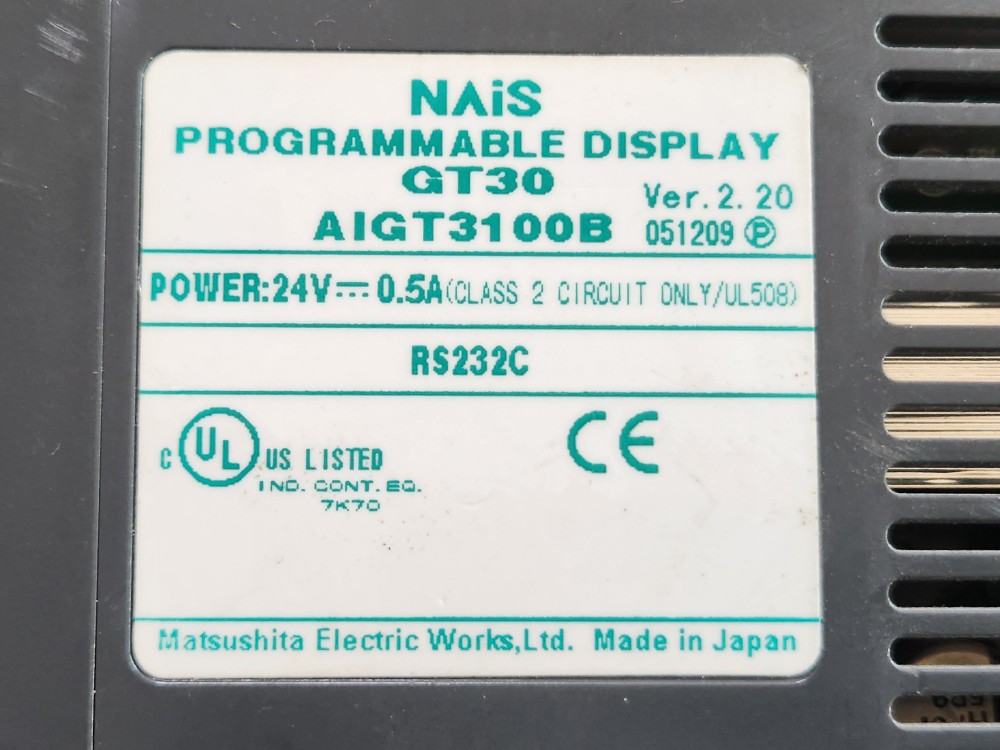 NAiS
PROGRAMMABLE DISPLAY
GT30
Ver.2.20
AIGT3100B
051209 Ⓟ
POWER:24V⎓0.5A(CLASS 2 CIRCUIT ONLY/UL508)
RS232C
C UL US LISTED
IND. CONT. EQ.
7K70
CE
Matsushita Electric Works,Ltd. Made in Japan